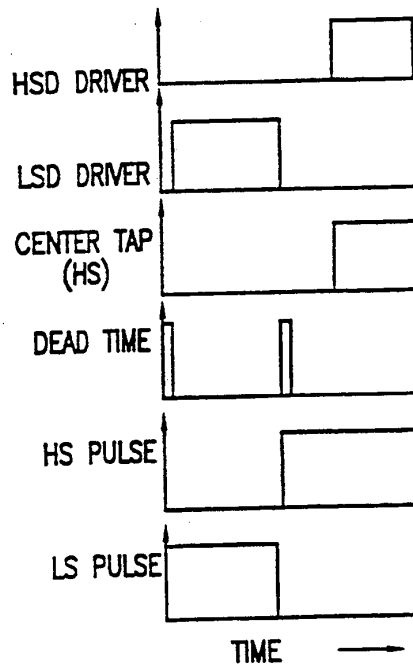 HSD DRIVER
LSD DRIVER
CENTER TAP
(HS)
DEAD TIME
HS PULSE
LS PULSE
TIME